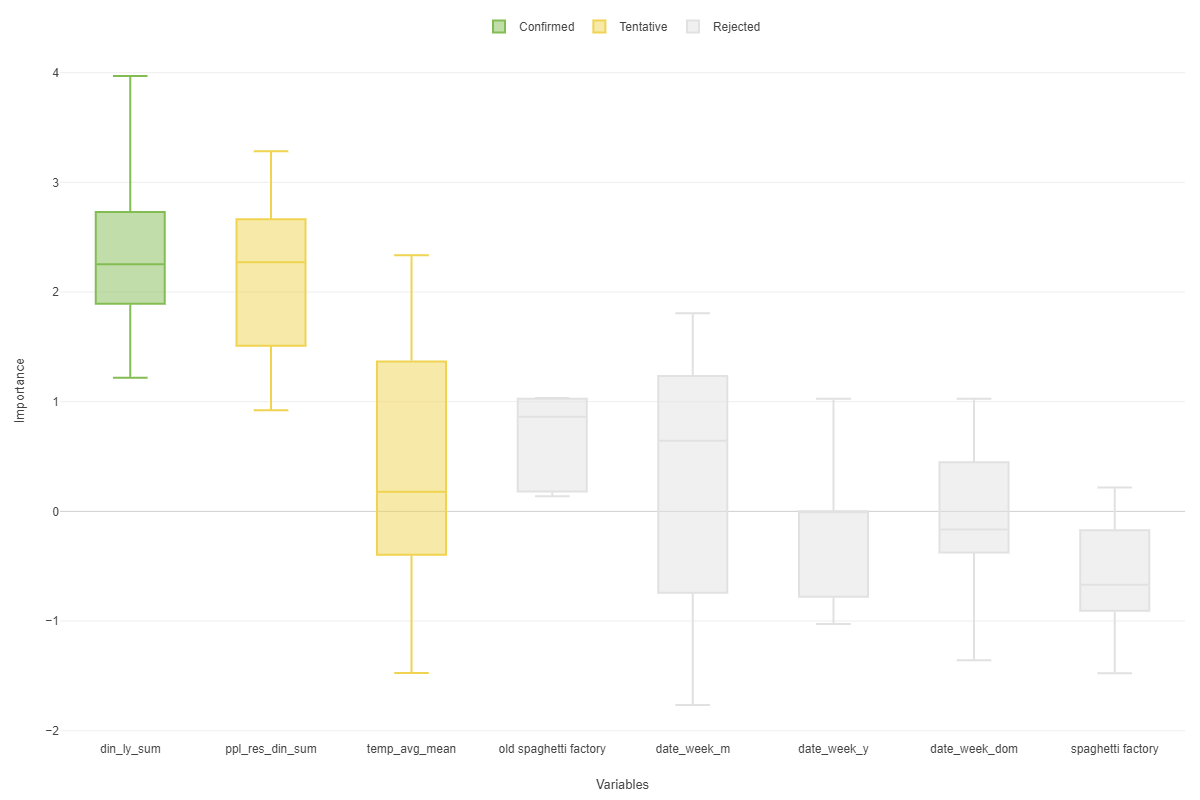 Confirmed Tentative Rejected
4
3
2
1
0
−1
−2
Importance
din_ly_sum ppl_res_din_sum temp_avg_mean old spaghetti factory date_week_m date_week_y date_week_dom spaghetti factory
Variables